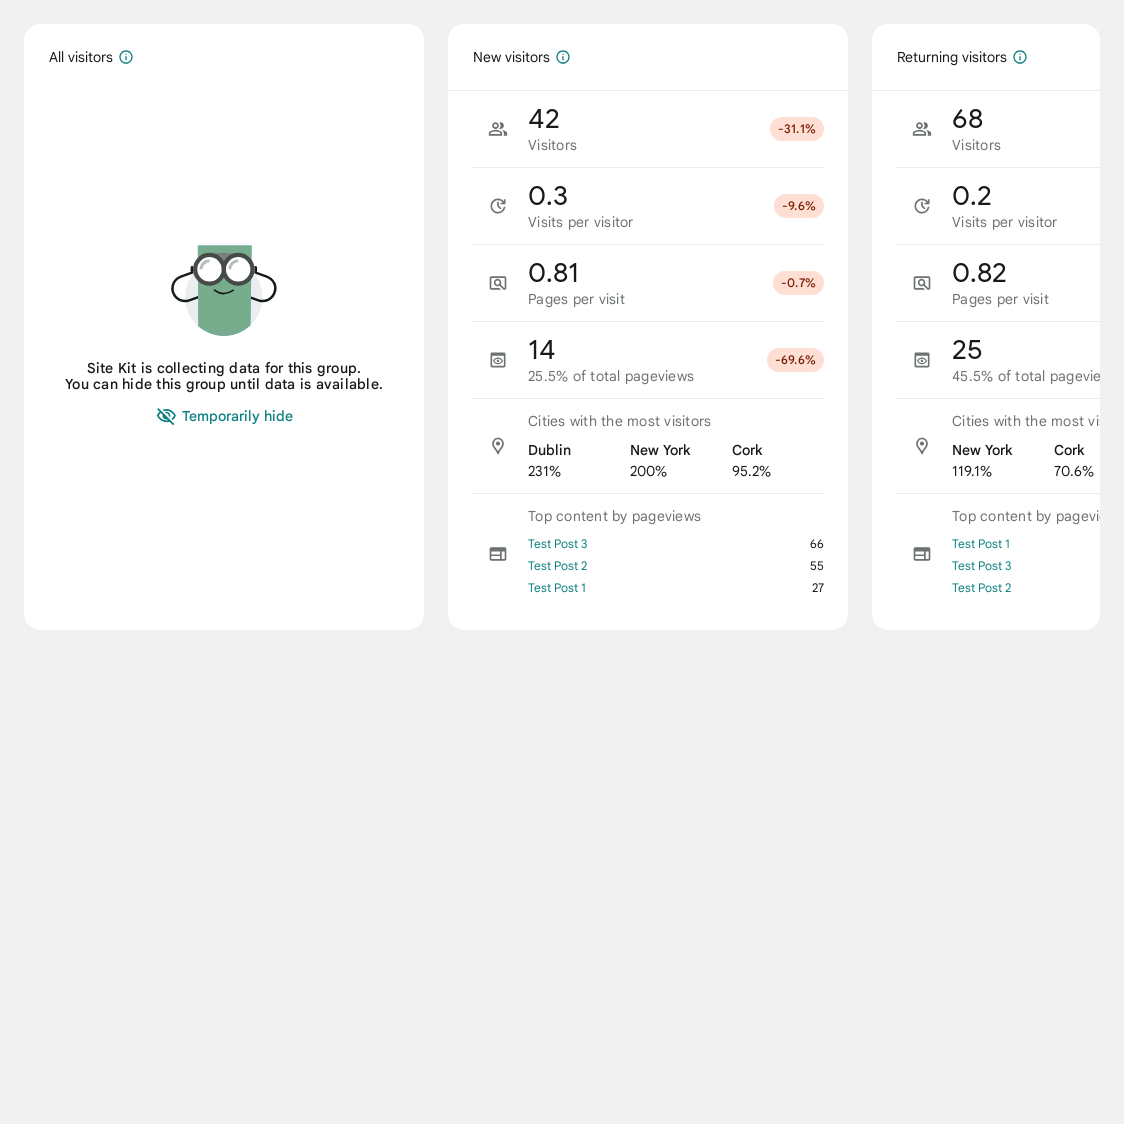 All visitors
Site Kit is collecting data for this group.
You can hide this group until data is available.
Temporarily hide
New visitors
42
Visitors
-31.1%
0.3
Visits per visitor
-9.6%
0.81
Pages per visit
-0.7%
14
25.5% of total pageviews
-69.6%
Cities with the most visitors
Dublin New York Cork
231% 200% 95.2%
Top content by pageviews
Test Post 3 66
Test Post 2 55
Test Post 1 27
Returning visitors
68
Visitors
0.2
Visits per visitor
0.82
Pages per visit
25
45.5% of total pagevie
Cities with the most vi
New York Cork
119.1% 70.6%
Top content by pagevi
Test Post 1
Test Post 3
Test Post 2